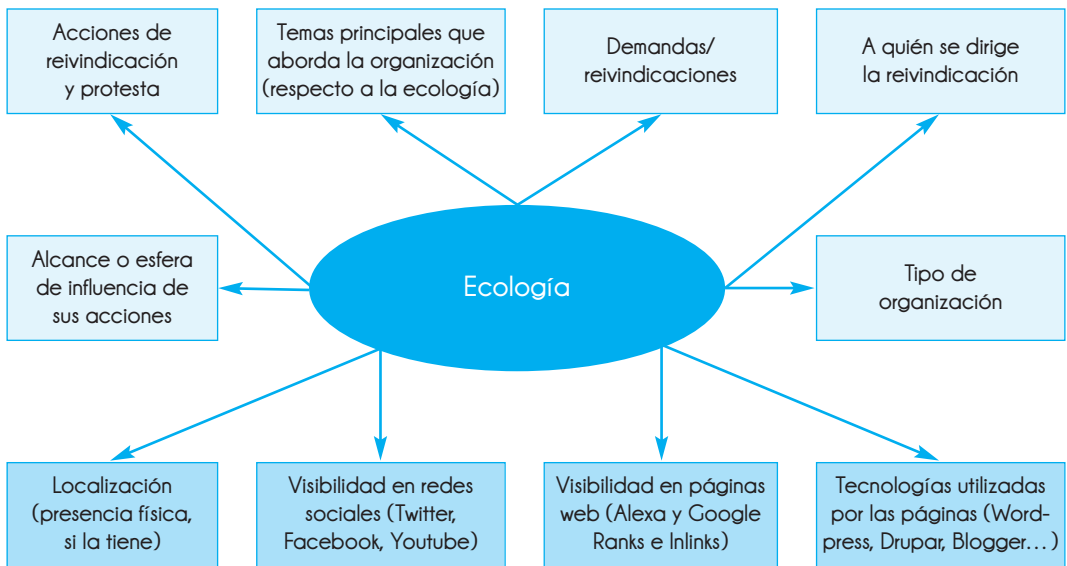 Acciones de
reivindicación
y protesta
Temas principales que
aborda la organización
(respecto a la ecología)
Demandas/
reivindicaciones
A quién se dirige
la reivindicación
Alcance o esfera
de influencia de
sus acciones
Ecología
Tipo de
organización
Localización
(presencia física,
si la tiene)
Visibilidad en redes
sociales (Twitter,
Facebook, Youtube)
Visibilidad en páginas
web (Alexa y Google
Ranks e Inlinks)
Tecnologías utilizadas
por las páginas (Word-
press, Drupar, Blogger…)